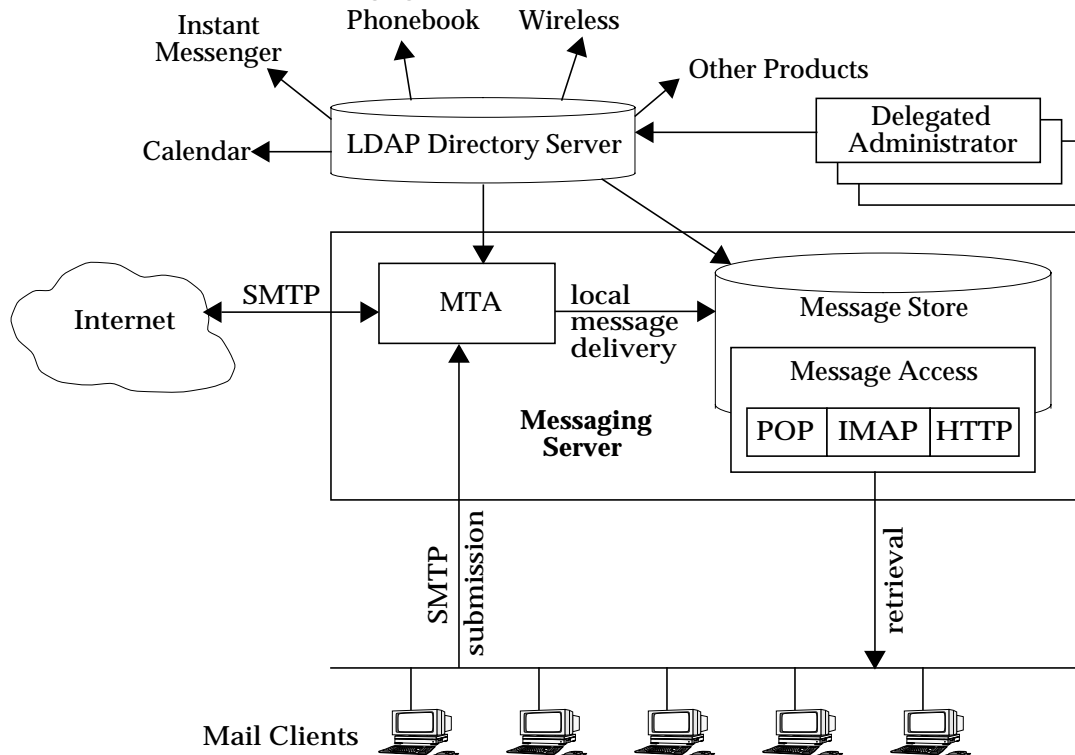 Instant
Messenger
Phonebook
Wireless
Other Products
Calendar
LDAP Directory Server
Delegated
Administrator
Internet
SMTP
MTA
local
message
delivery
Message Store
Message Access
POP IMAP HTTP
Messaging
Server
SMTP
submission
retrieval
Mail Clients